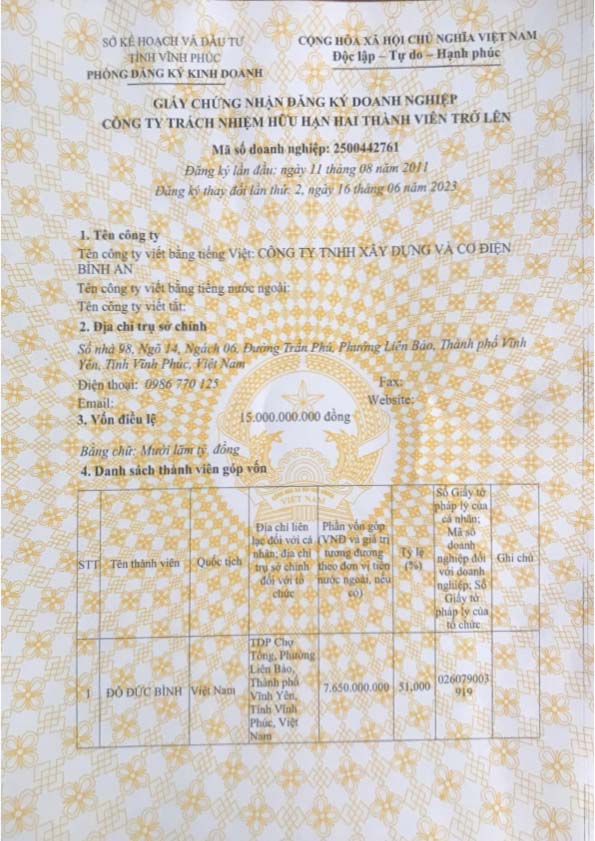 SỞ KẾ HOẠCH VÀ ĐẦU TƯ
TỈNH VĨNH PHÚC
PHÒNG ĐĂNG KÝ KINH DOANH
CỘNG HÒA XÃ HỘI CHỦ NGHĨA VIỆT NAM
Độc lập – Tự do – Hạnh phúc
GIẤY CHỨNG NHẬN ĐĂNG KÝ DOANH NGHIỆP
CÔNG TY TRÁCH NHIỆM HỮU HẠN HAI THÀNH VIÊN TRỞ LÊN
Mã số doanh nghiệp: 2500442761
Đăng ký lần đầu: ngày 11 tháng 08 năm 2011
Đăng ký thay đổi lần thứ: 2, ngày 16 tháng 06 năm 2023
1. Tên công ty
Tên công ty viết bằng tiếng Việt: CÔNG TY TNHH XÂY DỰNG VÀ CƠ ĐIỆN
BÌNH AN
Tên công ty viết bằng tiếng nước ngoài:
Tên công ty viết tắt:
2. Địa chỉ trụ sở chính
Số nhà 98, Ngõ 14, Ngách 06, Đường Trần Phú, Phường Liên Bảo, Thành phố Vĩnh
Yên, Tỉnh Vĩnh Phúc, Việt Nam
Điện thoại: 0986 770 125 Fax:
Email: Website:
3. Vốn điều lệ 15.000.000.000 đồng
Bằng chữ: Mười lăm tỷ, đồng
4. Danh sách thành viên góp vốn
VIỆT NAM
STT
Tên thành viên
Quốc tịch
Địa chỉ liên
lạc đối với cá
nhân; địa chỉ
trụ sở chính
đối với tổ
chức
Phần vốn góp
(VNĐ và giá trị
tương đương
theo đơn vị tiền
nước ngoài, nếu
có)
Tỷ lệ
(%)
Số Giấy tờ
pháp lý của
cá nhân;
Mã số
doanh
nghiệp đối
với doanh
nghiệp; Số
Giấy tờ
pháp lý của
tổ chức
Ghi chú
1
ĐỖ ĐỨC BÌNH
Việt Nam
TDP Chợ
Tổng, Phường
Liên Bảo,
Thành phố
Vĩnh Yên,
Tỉnh Vĩnh
Phúc, Việt
Nam
7.650.000.000
51,000
026079003
919